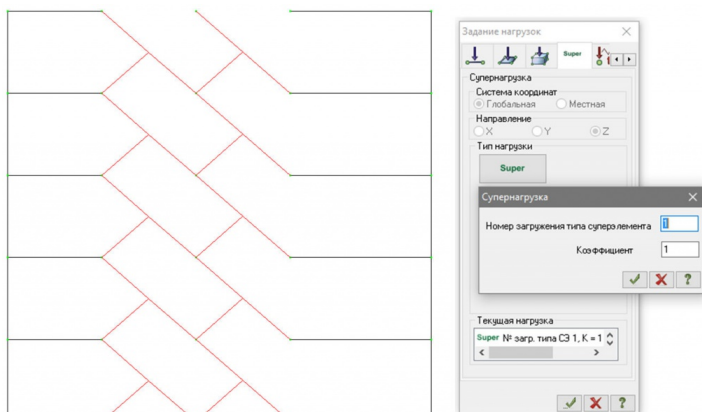 Задание нагрузок
Super
Супернагрузка
Система координат
Глобальная Местная
Направление
X Y Z
Тип нагрузки
Super
Супернагрузка
Номер загружения типа суперэлемента 1
Коэффициент 1
?
Текущая нагрузка
Super № загр. типа СЭ 1, К = 1
?